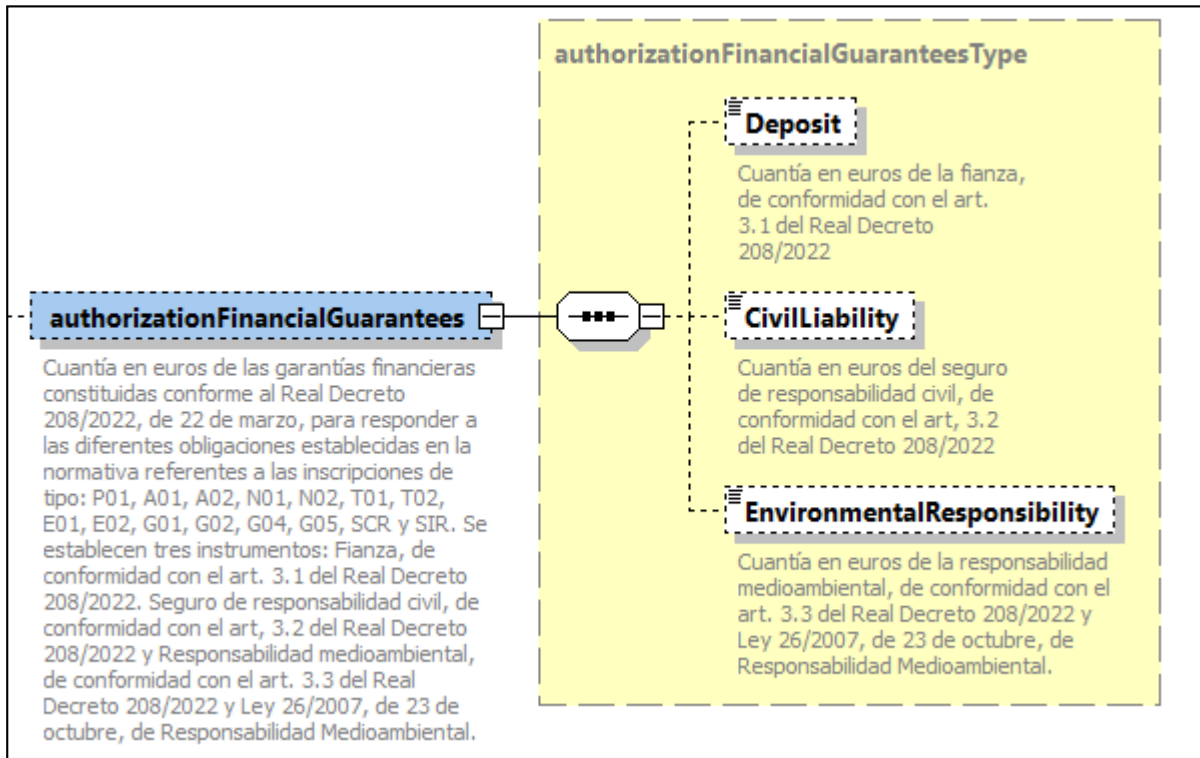 authorizationFinancialGuaranteesType
Deposit
Cuantía en euros de la fianza,
de conformidad con el art.
3.1 del Real Decreto
208/2022
authorizationFinancialGuarantees
Cuantía en euros de las garantías financieras
constituidas conforme al Real Decreto
208/2022, de 22 de marzo, para responder a
las diferentes obligaciones establecidas en la
normativa referentes a las inscripciones de
tipo: P01, A01, A02, N01, N02, T01, T02,
E01, E02, G01, G02, G04, G05, SCR y SIR. Se
establecen tres instrumentos: Fianza, de
conformidad con el art. 3.1 del Real Decreto
208/2022. Seguro de responsabilidad civil, de
conformidad con el art, 3.2 del Real Decreto
208/2022 y Responsabilidad medioambiental,
de conformidad con el art. 3.3 del Real
Decreto 208/2022 y Ley 26/2007, de 23 de
octubre, de Responsabilidad Medioambiental.
CivilLiability
Cuantía en euros del seguro
de responsabilidad civil, de
conformidad con el art, 3.2
del Real Decreto 208/2022
EnvironmentalResponsibility
Cuantía en euros de la responsabilidad
medioambiental, de conformidad con el
art. 3.3 del Real Decreto 208/2022 y
Ley 26/2007, de 23 de octubre, de
Responsabilidad Medioambiental.